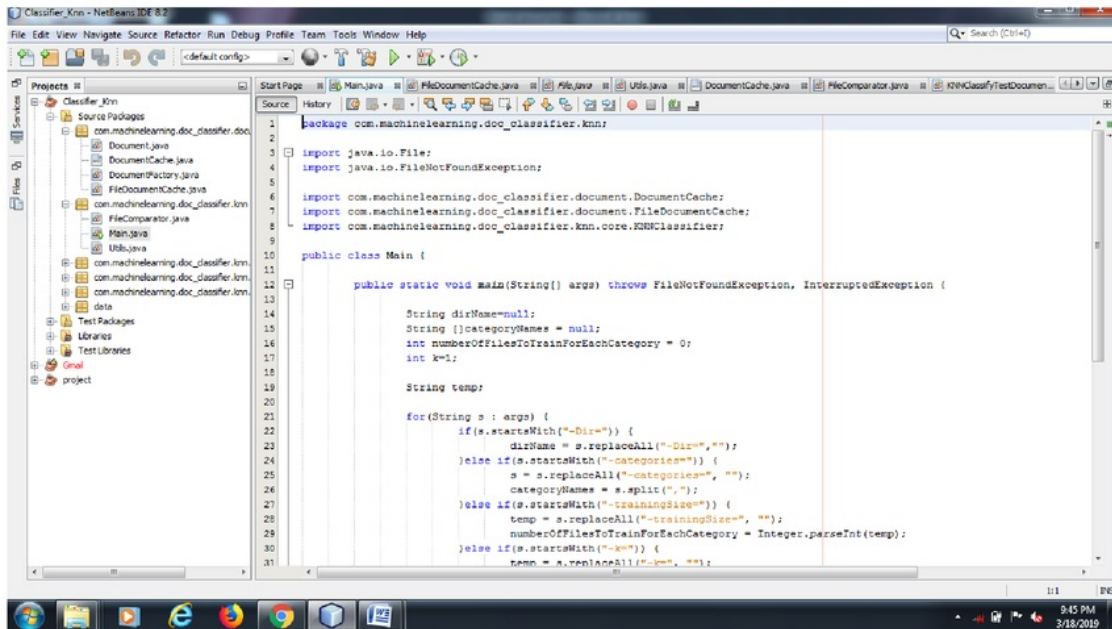 Classifier_Knn - NetBeans IDE 8.2
File Edit View Navigate Source Refactor Run Debug Profile Team Tools Window Help
Search (Ctrl+I)
<default config>
Projects
Start Page Main.java FileDocumentCache.java File.java Utils.java DocumentCache.java FileComparator.java KNNClassifyTestDocumen...
Services
Files
Classifier_Knn
Source Packages
com.machinelearning.doc_classifier.doc
Document.java
DocumentCache.java
DocumentFactory.java
FileDocumentCache.java
com.machinelearning.doc_classifier.knn
FileComparator.java
Main.java
Utils.java
com.machinelearning.doc_classifier.knn.
com.machinelearning.doc_classifier.knn.
com.machinelearning.doc_classifier.knn.
data
Test Packages
Libraries
Test Libraries
Gmail
project
Source History
1 package com.machinelearning.doc_classifier.knn;
2
3 import java.io.File;
4 import java.io.FileNotFoundException;
5
6 import com.machinelearning.doc_classifier.document.DocumentCache;
7 import com.machinelearning.doc_classifier.document.FileDocumentCache;
8 import com.machinelearning.doc_classifier.knn.core.KNNClassifier;
9
10 public class Main {
11
12 public static void main(String[] args) throws FileNotFoundException, InterruptedException {
13
14 String dirName=null;
15 String []categoryNames = null;
16 int numberOfFilesToTrainForEachCategory = 0;
17 int k=1;
18
19 String temp;
20
21 for(String s : args) {
22 if(s.startsWith("-Dir=")) {
23 dirName = s.replaceAll("-Dir=","");
24 }else if(s.startsWith("-categories=")) {
25 s = s.replaceAll("-categories=", "");
26 categoryNames = s.split(",");
27 }else if(s.startsWith("-trainingSize=")) {
28 temp = s.replaceAll("-trainingSize=", "");
29 numberOfFilesToTrainForEachCategory = Integer.parseInt(temp);
30 }else if(s.startsWith("-k=")) {
31 temp = s.replaceAll("-k=", "");
1:1 INS
9:45 PM
3/18/2019